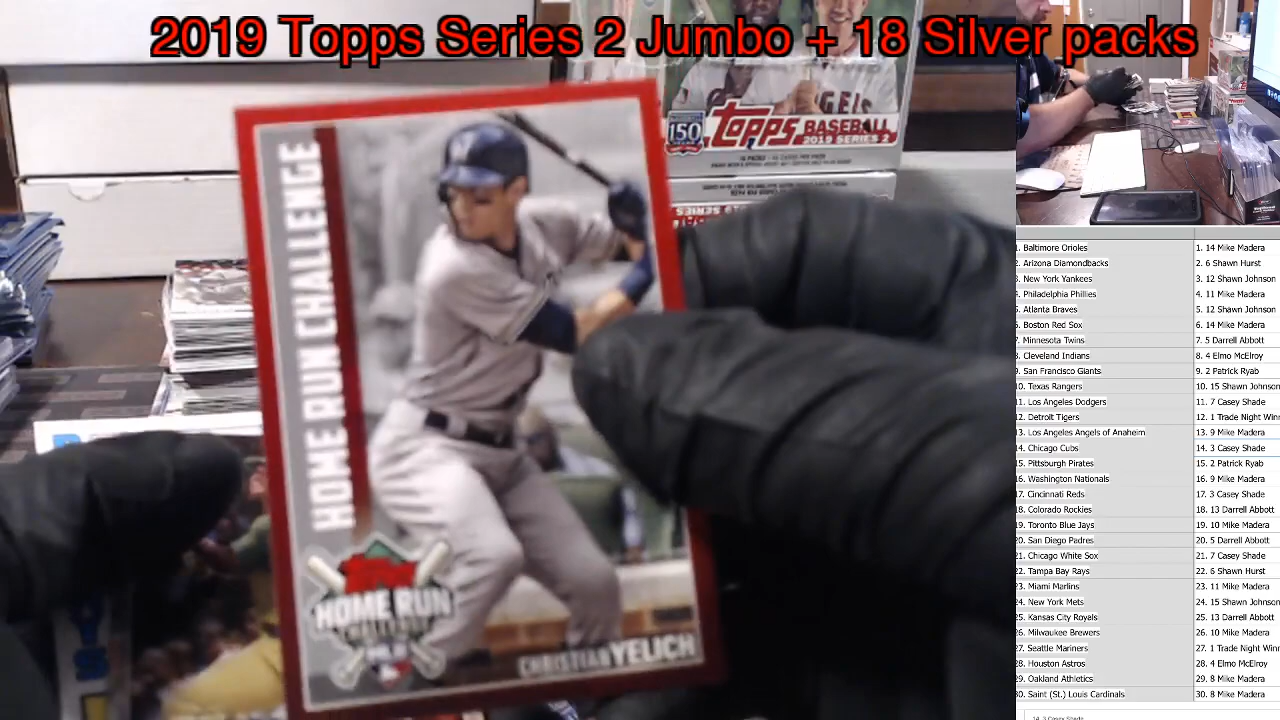 2019 Topps Series 2 Jumbo + 18 Silver packs
GELS
150
topps BASEBALL
2019 SERIES 2
HOME RUN CHALLENGE
topps
HOME RUN
CHALLENGE
CHRISTIAN YELICH
1. Baltimore Orioles 1. 14 Mike Madera
2. Arizona Diamondbacks 2. 6 Shawn Hurst
3. New York Yankees 3. 12 Shawn Johnson
4. Philadelphia Phillies 4. 11 Mike Madera
5. Atlanta Braves 5. 12 Shawn Johnson
6. Boston Red Sox 6. 14 Mike Madera
7. Minnesota Twins 7. 5 Darrell Abbott
8. Cleveland Indians 8. 4 Elmo McElroy
9. San Francisco Giants 9. 2 Patrick Ryab
10. Texas Rangers 10. 15 Shawn Johnson
11. Los Angeles Dodgers 11. 7 Casey Shade
12. Detroit Tigers 12. 1 Trade Night Winn
13. Los Angeles Angels of Anaheim 13. 9 Mike Madera
14. Chicago Cubs 14. 3 Casey Shade
15. Pittsburgh Pirates 15. 2 Patrick Ryab
16. Washington Nationals 16. 9 Mike Madera
17. Cincinnati Reds 17. 3 Casey Shade
18. Colorado Rockies 18. 13 Darrell Abbott
19. Toronto Blue Jays 19. 10 Mike Madera
20. San Diego Padres 20. 5 Darrell Abbott
21. Chicago White Sox 21. 7 Casey Shade
22. Tampa Bay Rays 22. 6 Shawn Hurst
23. Miami Marlins 23. 11 Mike Madera
24. New York Mets 24. 15 Shawn Johnson
25. Kansas City Royals 25. 13 Darrell Abbott
26. Milwaukee Brewers 26. 10 Mike Madera
27. Seattle Mariners 27. 1 Trade Night Winn
28. Houston Astros 28. 4 Elmo McElroy
29. Oakland Athletics 29. 8 Mike Madera
30. Saint (St.) Louis Cardinals 30. 8 Mike Madera
14. 3 Casey Shade